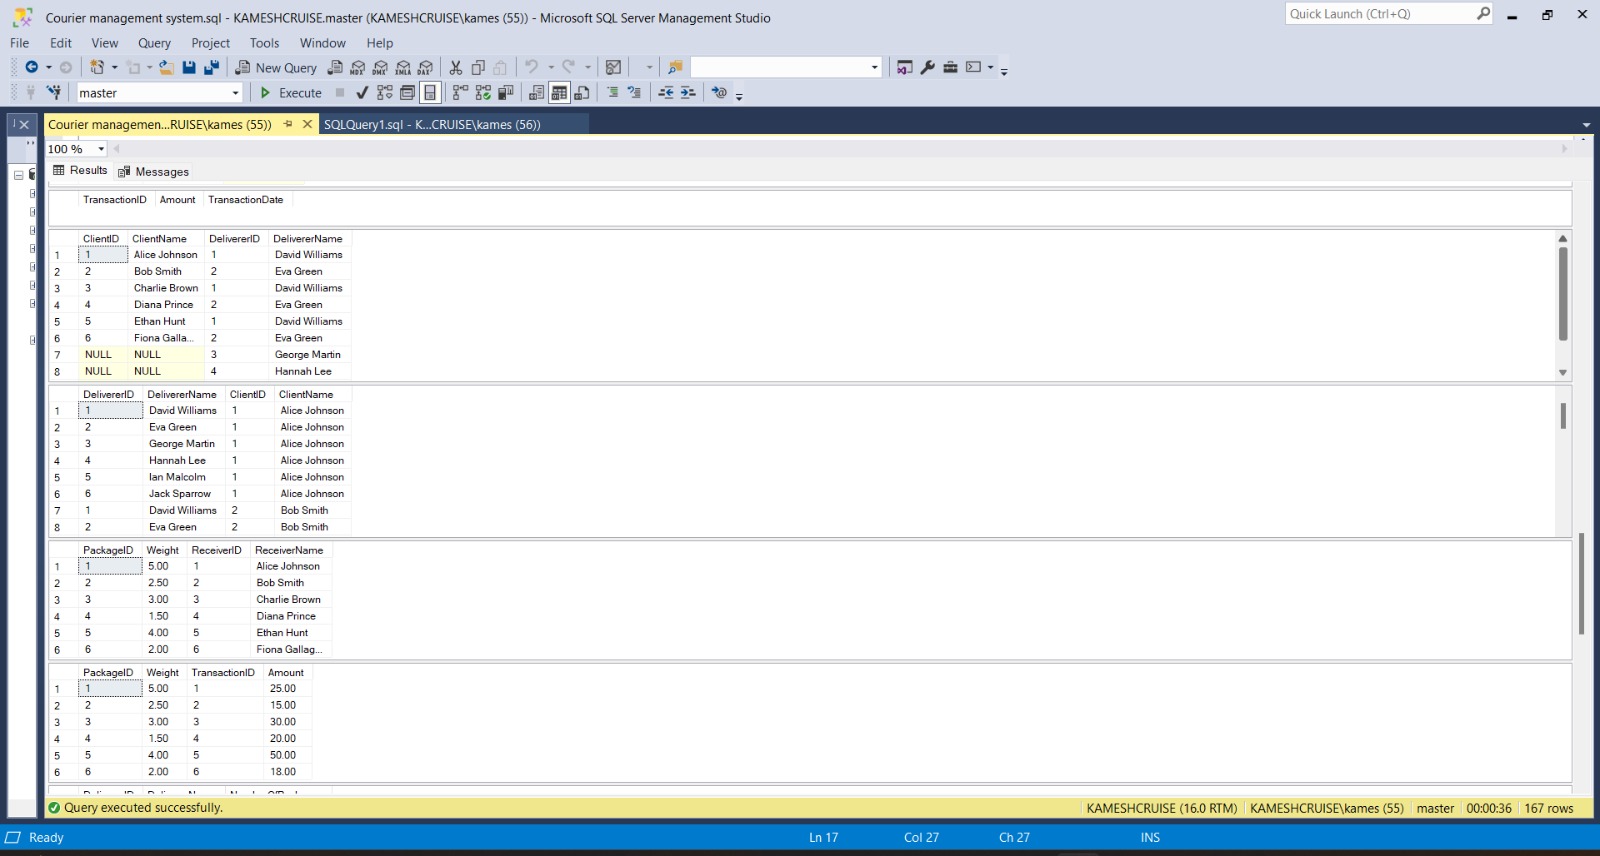 Courier management system.sql - KAMESHCRUISE.master (KAMESHCRUISE\kames (55)) - Microsoft SQL Server Management Studio
Quick Launch (Ctrl+Q)
File Edit View Query Project Tools Window Help
New Query MDX DMX XMLA DAX
master Execute
Courier managemen...RUISE\kames (55)) SQLQuery1.sql - K...CRUISE\kames (56))
100 %
Results Messages
TransactionID Amount TransactionDate
ClientID ClientName DelivererID DelivererName
1 1 Alice Johnson 1 David Williams
2 2 Bob Smith 2 Eva Green
3 3 Charlie Brown 1 David Williams
4 4 Diana Prince 2 Eva Green
5 5 Ethan Hunt 1 David Williams
6 6 Fiona Galla... 2 Eva Green
7 NULL NULL 3 George Martin
8 NULL NULL 4 Hannah Lee
DelivererID DelivererName ClientID ClientName
1 1 David Williams 1 Alice Johnson
2 2 Eva Green 1 Alice Johnson
3 3 George Martin 1 Alice Johnson
4 4 Hannah Lee 1 Alice Johnson
5 5 Ian Malcolm 1 Alice Johnson
6 6 Jack Sparrow 1 Alice Johnson
7 1 David Williams 2 Bob Smith
8 2 Eva Green 2 Bob Smith
PackageID Weight ReceiverID ReceiverName
1 1 5.00 1 Alice Johnson
2 2 2.50 2 Bob Smith
3 3 3.00 3 Charlie Brown
4 4 1.50 4 Diana Prince
5 5 4.00 5 Ethan Hunt
6 6 2.00 6 Fiona Gallag...
PackageID Weight TransactionID Amount
1 1 5.00 1 25.00
2 2 2.50 2 15.00
3 3 3.00 3 30.00
4 4 1.50 4 20.00
5 5 4.00 5 50.00
6 6 2.00 6 18.00
Query executed successfully. KAMESHCRUISE (16.0 RTM) KAMESHCRUISE\kames (55) master 00:00:36 167 rows
Ready Ln 17 Col 27 Ch 27 INS